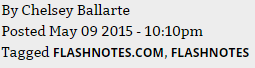 By Chelsey Ballarte
Posted May 09 2015 - 10:10pm
Tagged FLASHNOTES.COM, FLASHNOTES